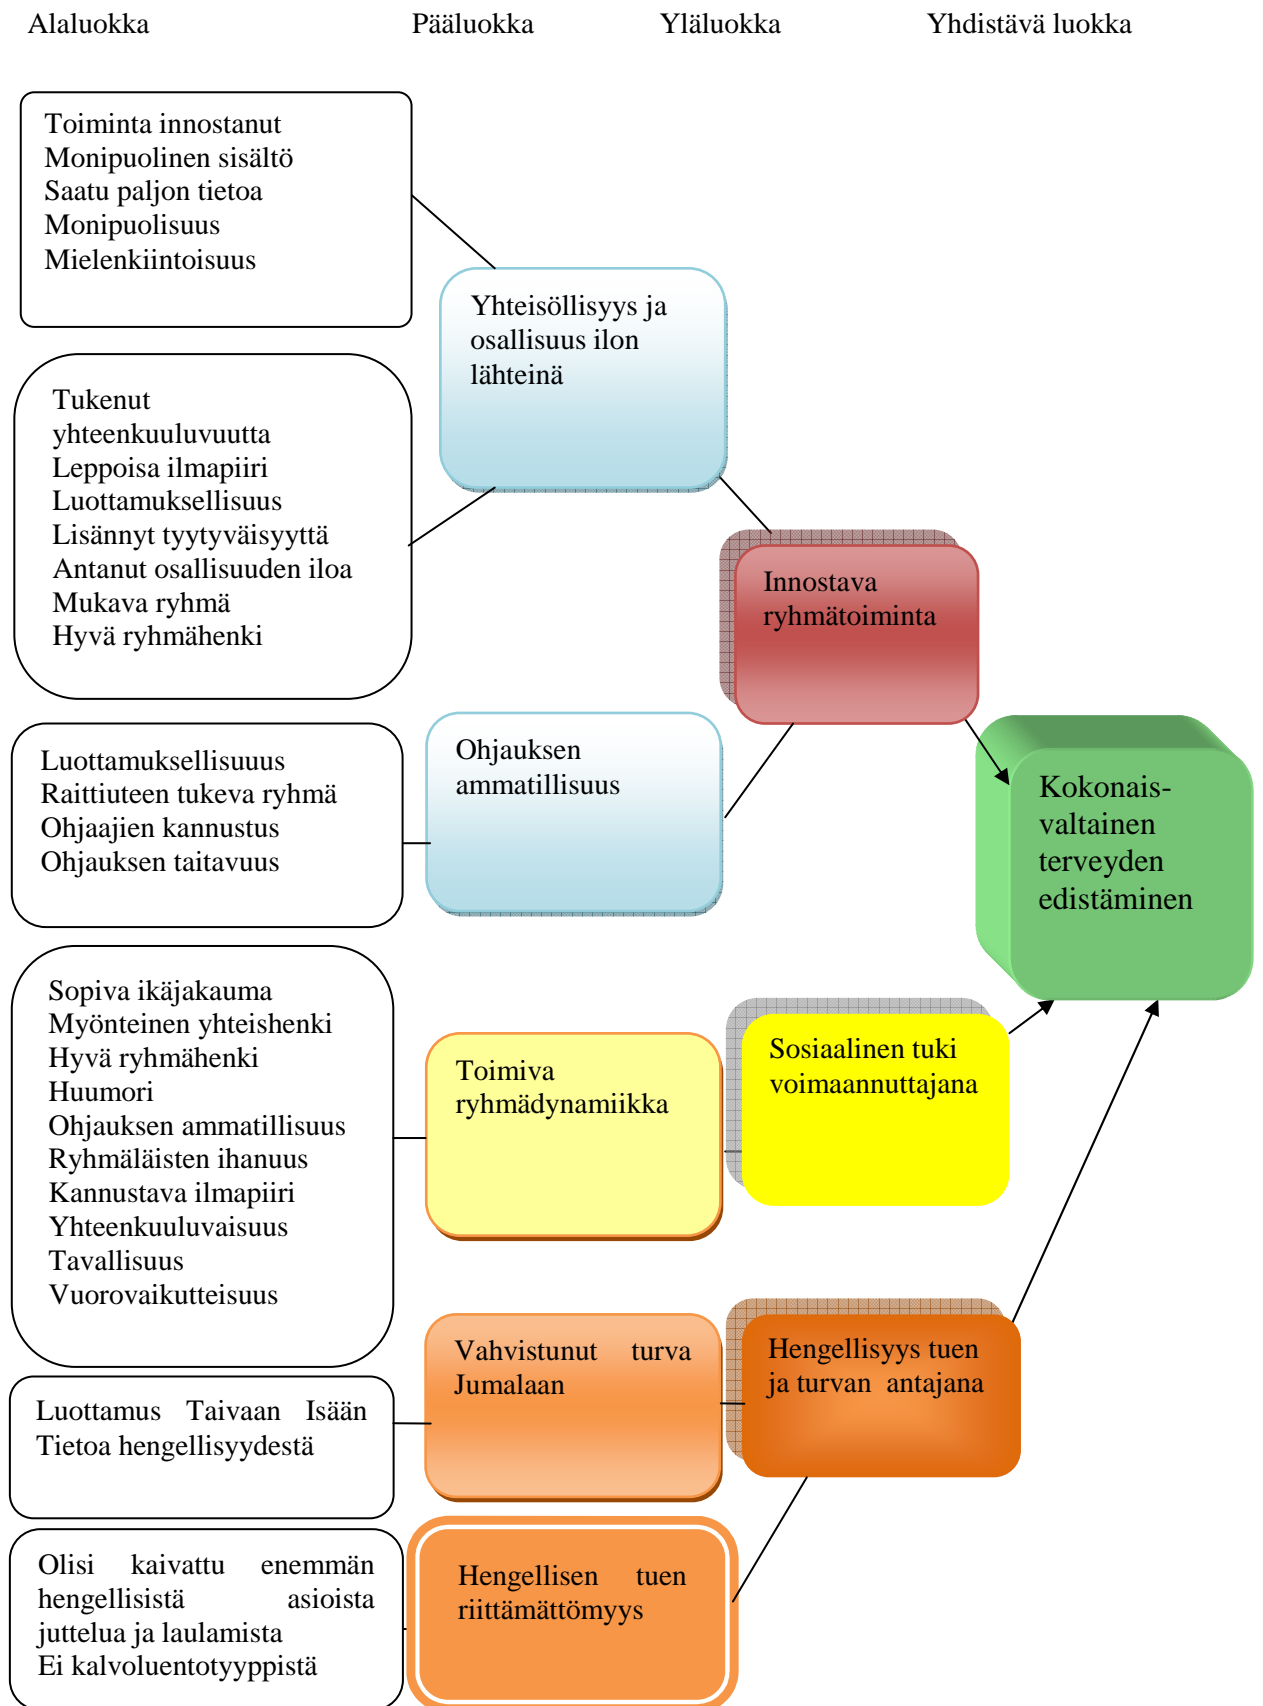 Alaluokka Pääluokka Yläluokka Yhdistävä luokka
Toiminta innostanut
Monipuolinen sisältö
Saatu paljon tietoa
Monipuolisuus
Mielenkiintoisuus
Yhteisöllisyys ja
osallisuus ilon
lähteinä
Tukenut
yhteenkuuluvuutta
Leppoisa ilmapiiri
Luottamuksellisuus
Lisännyt tyytyväisyyttä
Antanut osallisuuden iloa
Mukava ryhmä
Hyvä ryhmähenki
Innostava
ryhmätoiminta
Luottamuksellisuuus
Raittiuteen tukeva ryhmä
Ohjaajien kannustus
Ohjauksen taitavuus
Ohjauksen
ammatillisuus
Kokonais-
valtainen
terveyden
edistäminen
Sopiva ikäjakauma
Myönteinen yhteishenki
Hyvä ryhmähenki
Huumori
Ohjauksen ammatillisuus
Ryhmäläisten ihanuus
Kannustava ilmapiiri
Yhteenkuuluvaisuus
Tavallisuus
Vuorovaikutteisuus
Toimiva
ryhmädynamiikka
Sosiaalinen tuki
voimaannuttajana
Luottamus Taivaan Isään
Tietoa hengellisyydestä
Vahvistunut turva
Jumalaan
Hengellisyys tuen
ja turvan antajana
Olisi kaivattu enemmän
hengellisistä asioista
juttelua ja laulamista
Ei kalvoluentotyyppistä
Hengellisen tuen
riittämättömyys